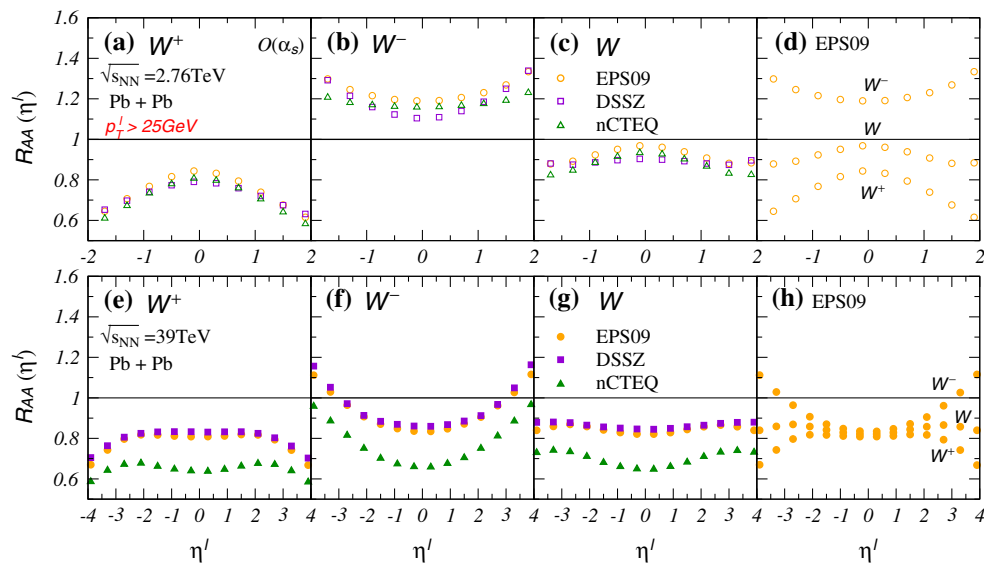 1.6
1.4
1.2
1
0.8
0.6
R_AA (η^l)
(a) W⁺ O(α_s)
√s_NN =2.76TeV
Pb + Pb
p_T^l > 25GeV
(b) W⁻
(c) W
EPS09
DSSZ
nCTEQ
(d) EPS09
W⁻
W
W⁺
-2 -1 0 1 2 -1 0 1 2 -1 0 1 2 -1 0 1 2
1.6
1.4
1.2
1
0.8
0.6
R_AA (η^l)
(e) W⁺
√s_NN =39TeV
Pb + Pb
(f) W⁻
(g) W
EPS09
DSSZ
nCTEQ
(h) EPS09
W⁻
W
W⁺
-4 -3 -2 -1 0 1 2 3 4 -3 -2 -1 0 1 2 3 4 -3 -2 -1 0 1 2 3 4 -3 -2 -1 0 1 2 3 4
η^l η^l η^l η^l